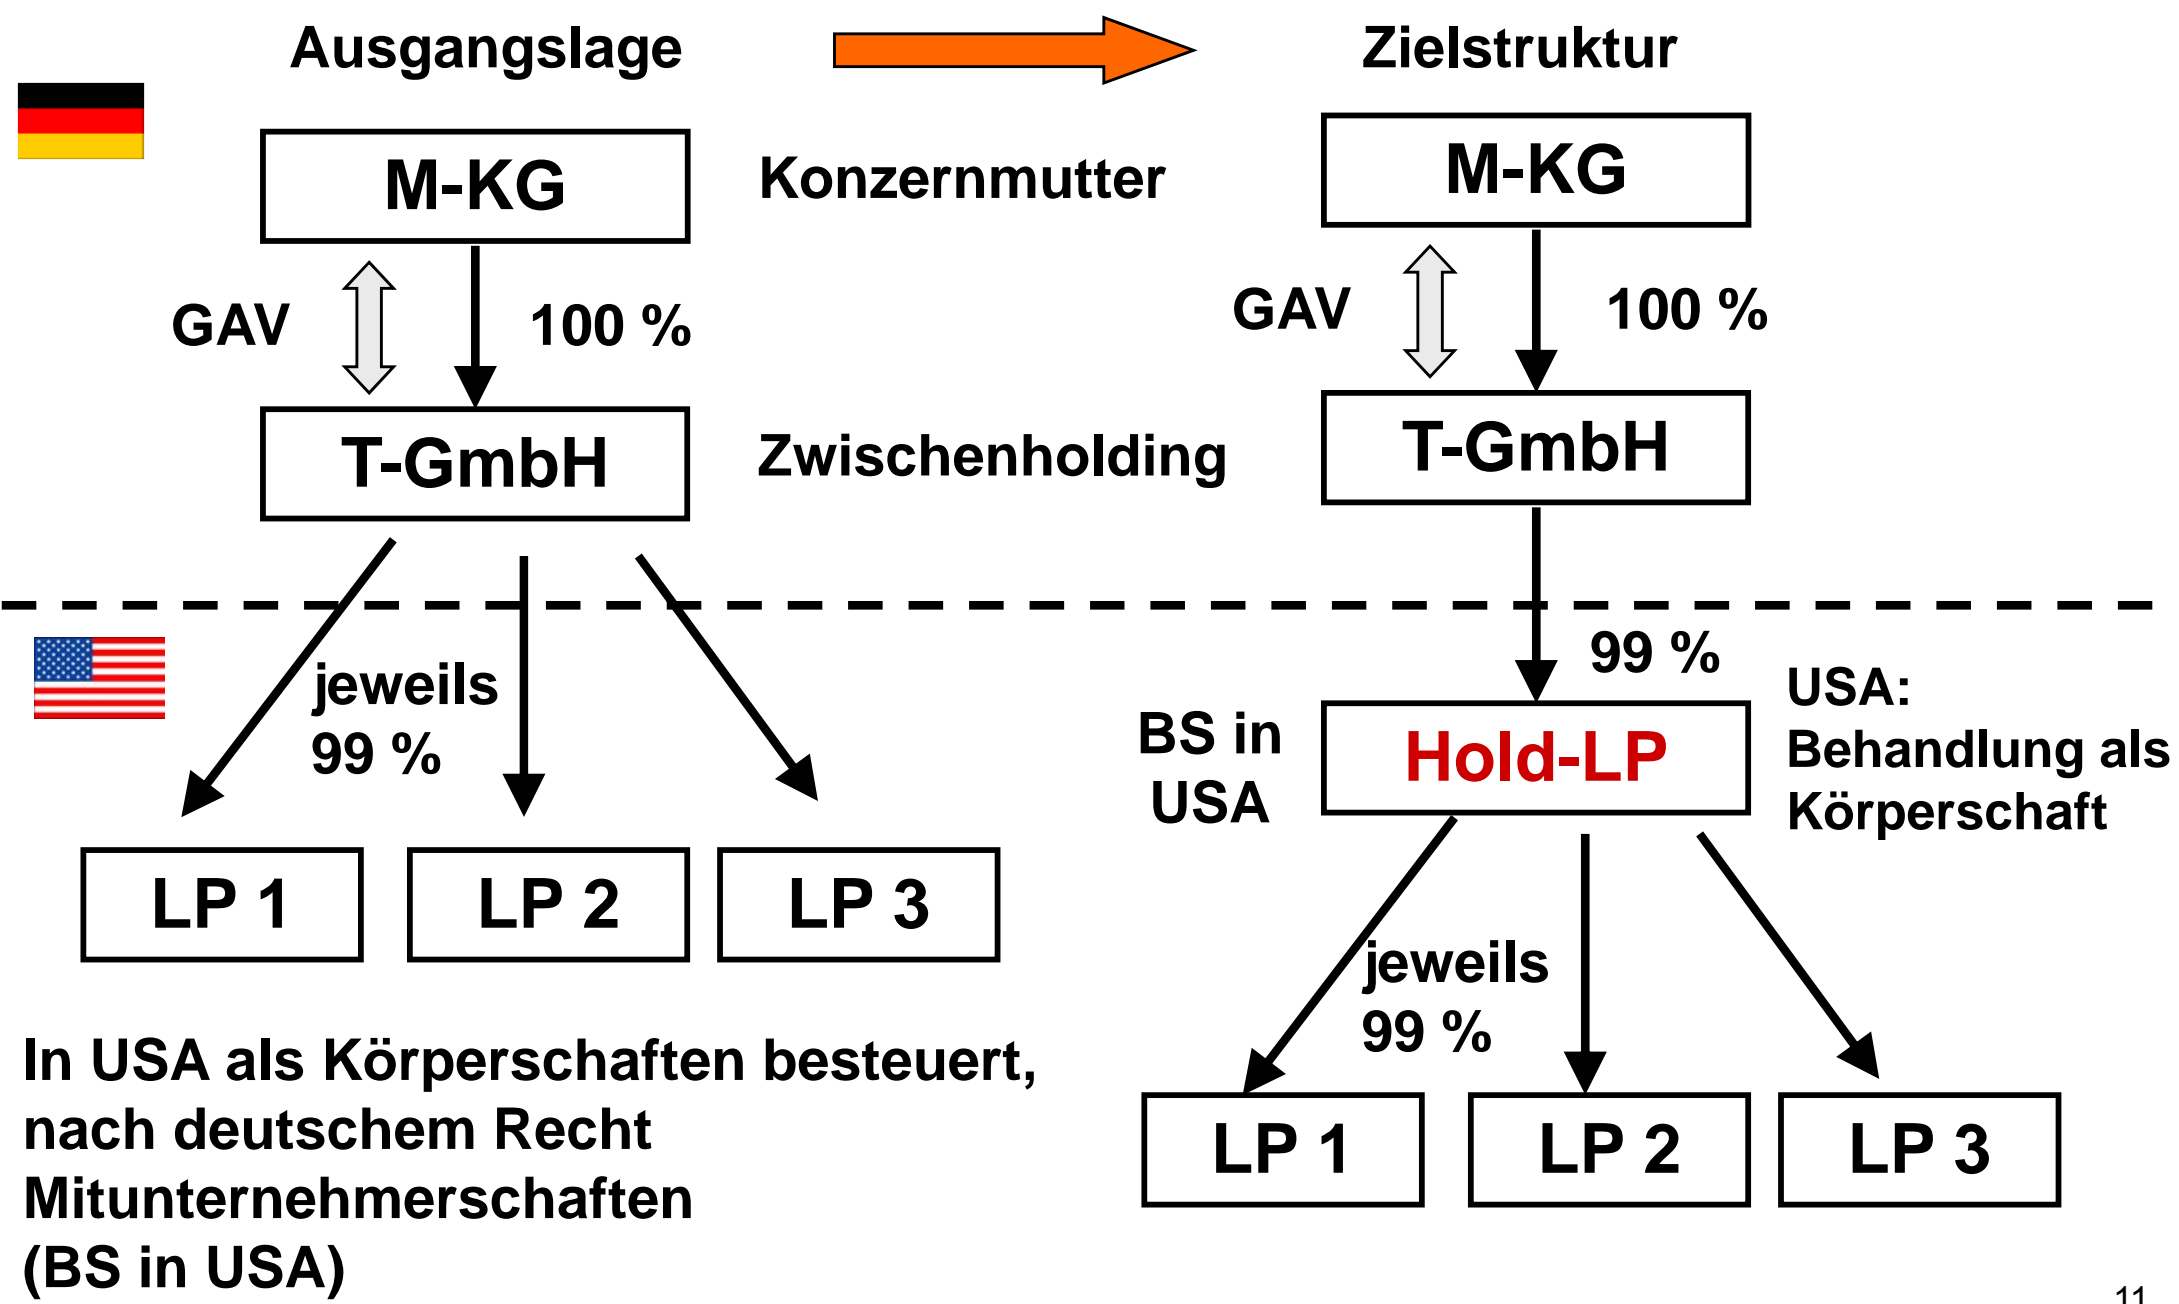 Ausgangslage
Zielstruktur
M-KG
Konzernmutter
M-KG
GAV
100 %
GAV
100 %
T-GmbH
Zwischenholding
T-GmbH
jeweils
99 %
99 %
BS in
USA
Hold-LP
USA:
Behandlung als
Körperschaft
LP 1
LP 2
LP 3
jeweils
99 %
LP 1
LP 2
LP 3
In USA als Körperschaften besteuert,
nach deutschem Recht
Mitunternehmerschaften
(BS in USA)
11